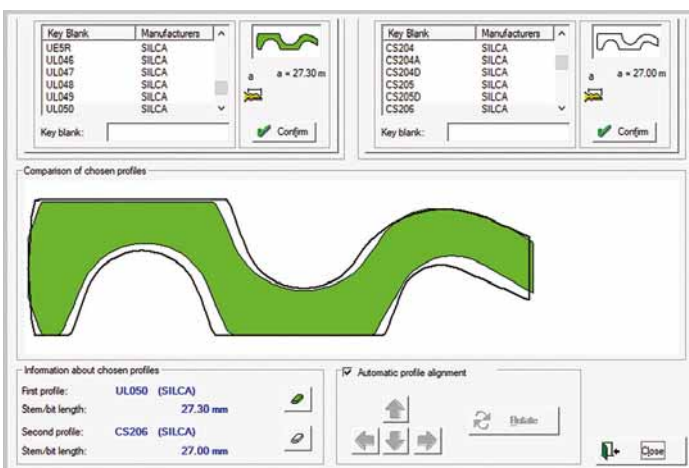 Key Blank Manufacturers
UE5R SILCA
UL046 SILCA
UL047 SILCA
UL048 SILCA
UL049 SILCA
UL050 SILCA
Key blank:
a
a = 27.30 m
Confirm
Key Blank Manufacturers
CS204 SILCA
CS204A SILCA
CS204D SILCA
CS205 SILCA
CS205D SILCA
CS206 SILCA
Key blank:
a
a = 27.00 m
Confirm
Comparison of chosen profiles
Information about chosen profiles
First profile: UL050 (SILCA)
Stem/bit length: 27.30 mm
Second profile: CS206 (SILCA)
Stem/bit length: 27.00 mm
Automatic profile alignment
Rotate
Close